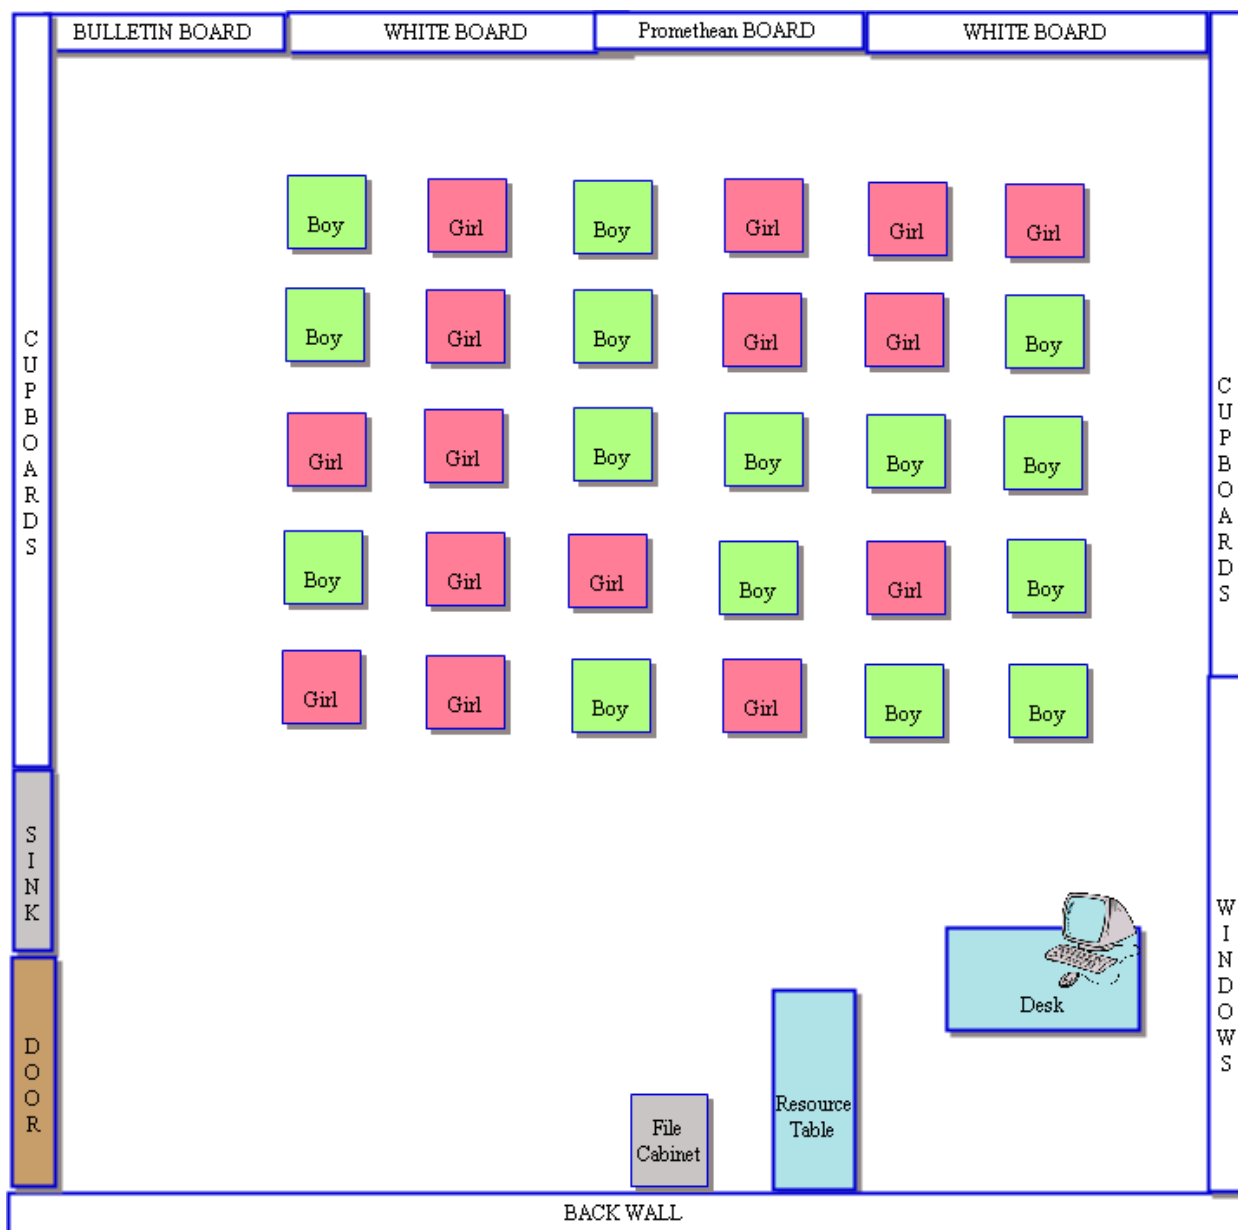 BULLETIN BOARD
WHITE BOARD
Promethean BOARD
WHITE BOARD
CUPBOARDS
CUPBOARDS
Boy
Girl
Boy
Girl
Girl
Girl
Boy
Girl
Boy
Girl
Girl
Boy
Girl
Girl
Boy
Boy
Boy
Boy
Boy
Girl
Girl
Boy
Girl
Boy
Girl
Girl
Boy
Girl
Boy
Boy
SINK
WINDOWS
Desk
DOOR
Resource
Table
File
Cabinet
BACK WALL